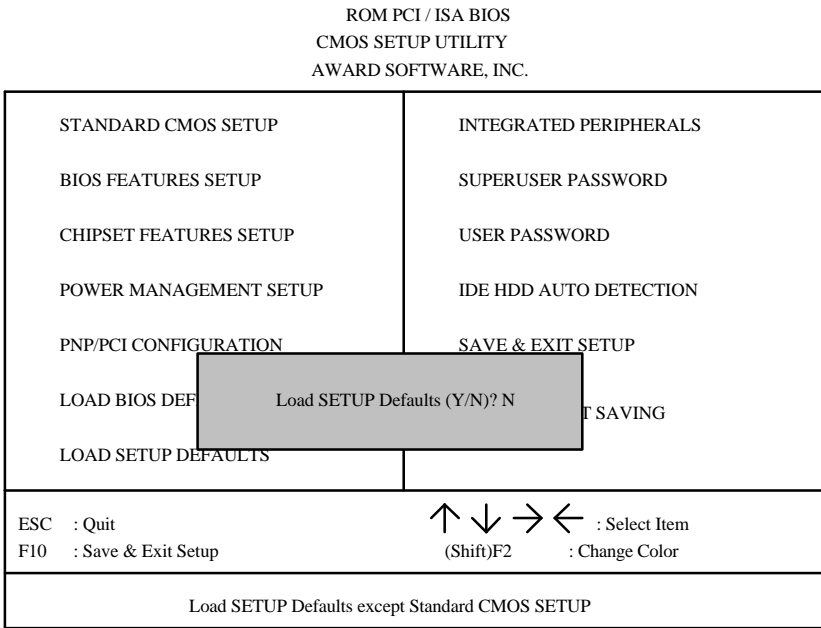 ROM PCI / ISA BIOS
CMOS SETUP UTILITY
AWARD SOFTWARE, INC.
STANDARD CMOS SETUP
BIOS FEATURES SETUP
CHIPSET FEATURES SETUP
POWER MANAGEMENT SETUP
PNP/PCI CONFIGURATION
LOAD BIOS DEF
LOAD SETUP DEFAULTS
INTEGRATED PERIPHERALS
SUPERUSER PASSWORD
USER PASSWORD
IDE HDD AUTO DETECTION
SAVE & EXIT SETUP
T SAVING
Load SETUP Defaults (Y/N)? N
ESC : Quit
F10 : Save & Exit Setup
↑ ↓ → ← : Select Item
(Shift)F2 : Change Color
Load SETUP Defaults except Standard CMOS SETUP